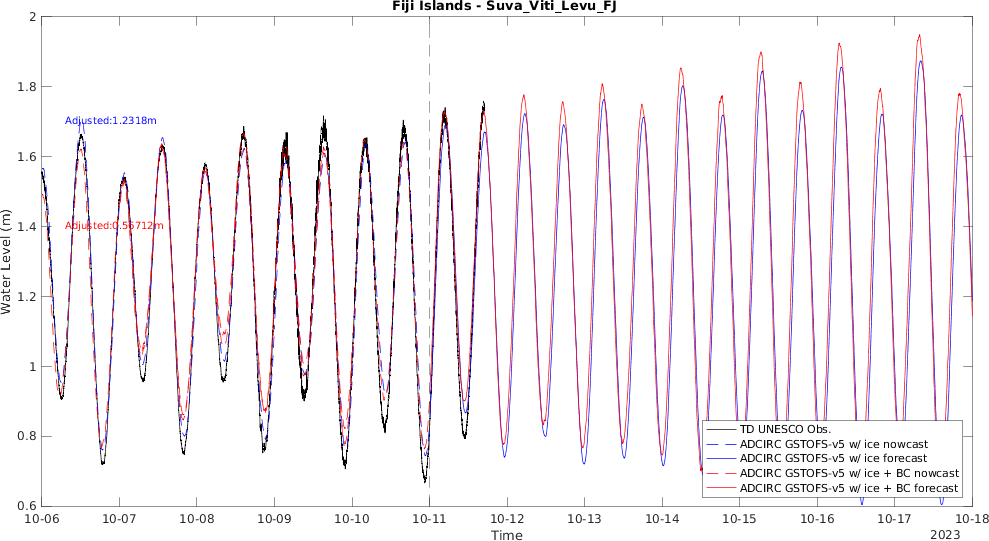 Fiji Islands - Suva_Viti_Levu_FJ
2
1.8
1.6
1.4
1.2
1
0.8
0.6
Water Level (m)
Adjusted:1.2318m
Adjusted:0.56712m
TD UNESCO Obs.
ADCIRC GSTOFS-v5 w/ ice nowcast
ADCIRC GSTOFS-v5 w/ ice forecast
ADCIRC GSTOFS-v5 w/ ice + BC nowcast
ADCIRC GSTOFS-v5 w/ ice + BC forecast
10-06 10-07 10-08 10-09 10-10 10-11 10-12 10-13 10-14 10-15 10-16 10-17 10-18
Time
2023